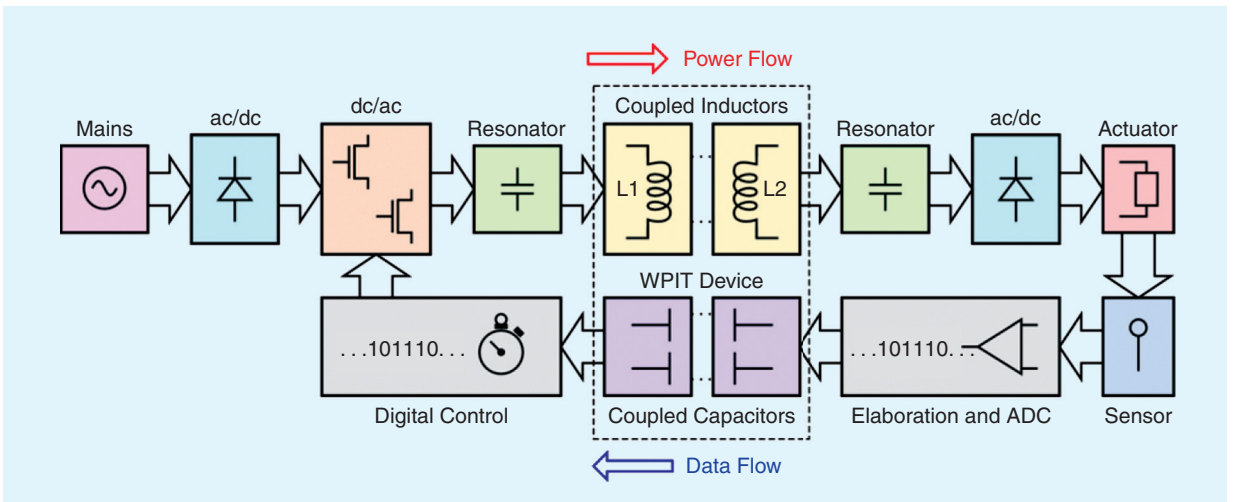 Power Flow
Mains
ac/dc
dc/ac
Resonator
Coupled Inductors
Resonator
ac/dc
Actuator
L1
L2
WPIT Device
...101110...
...101110...
Digital Control
Coupled Capacitors
Elaboration and ADC
Sensor
Data Flow